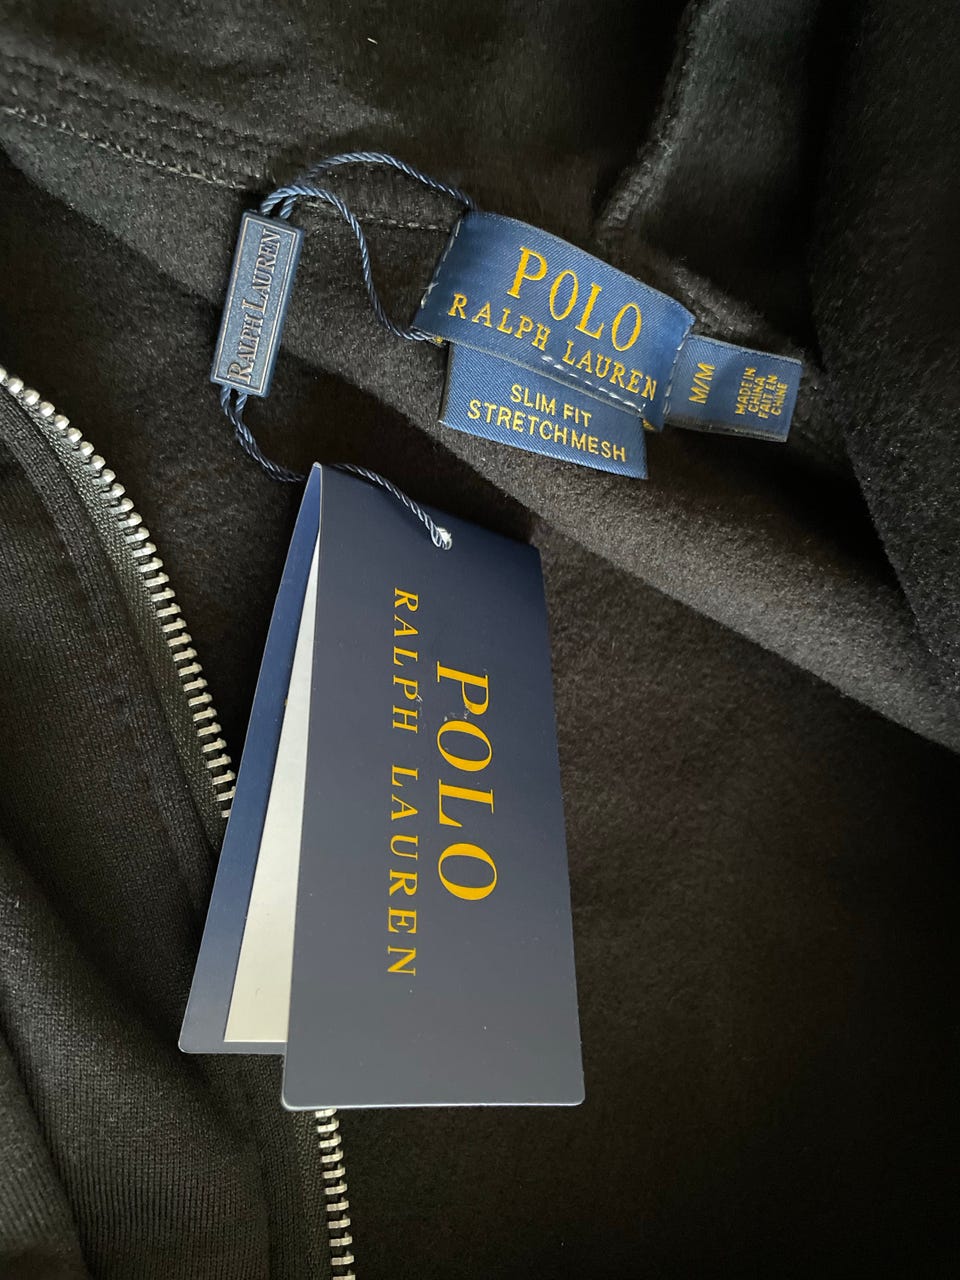 RALPH LAUREN
POLO
RALPH LAUREN
SLIM FIT
STRETCH MESH
M/M
MADE IN
CHINA
FAIT EN
CHINE
POLO
RALPH LAUREN